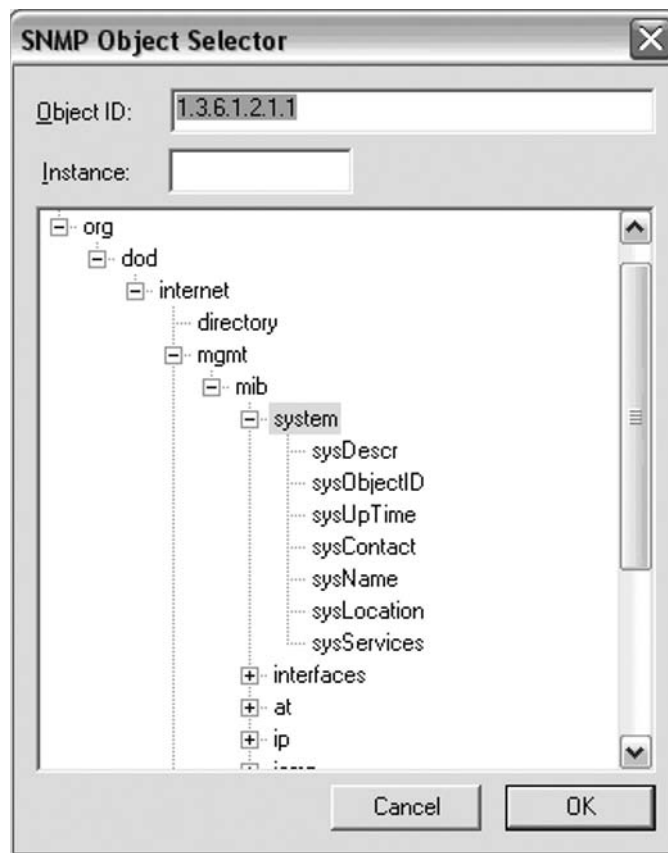 SNMP Object Selector
Object ID: 1.3.6.1.2.1.1
Instance:
org
dod
internet
directory
mgmt
mib
system
sysDescr
sysObjectID
sysUpTime
sysContact
sysName
sysLocation
sysServices
interfaces
at
ip
Cancel OK